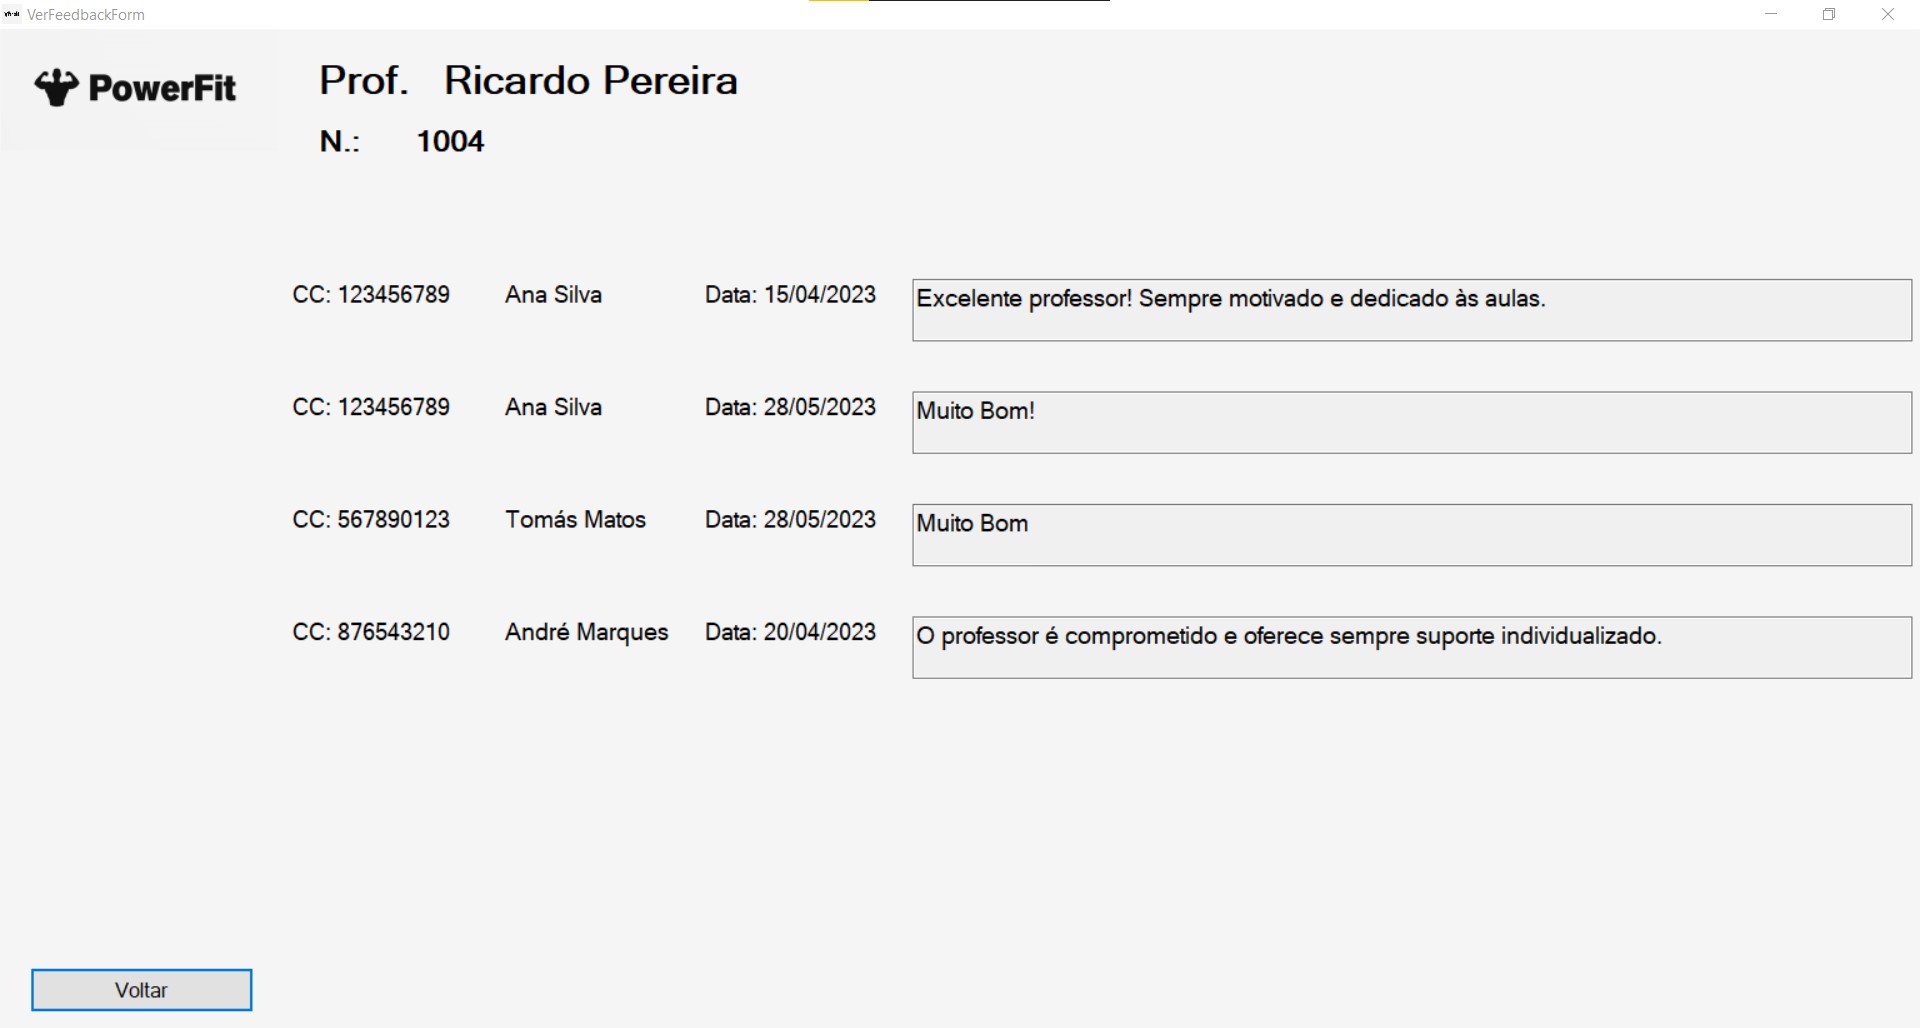 VerFeedbackForm
PowerFit
Prof. Ricardo Pereira
N.: 1004
CC: 123456789 Ana Silva Data: 15/04/2023 Excelente professor! Sempre motivado e dedicado às aulas.
CC: 123456789 Ana Silva Data: 28/05/2023 Muito Bom!
CC: 567890123 Tomás Matos Data: 28/05/2023 Muito Bom
CC: 876543210 André Marques Data: 20/04/2023 O professor é comprometido e oferece sempre suporte individualizado.
Voltar